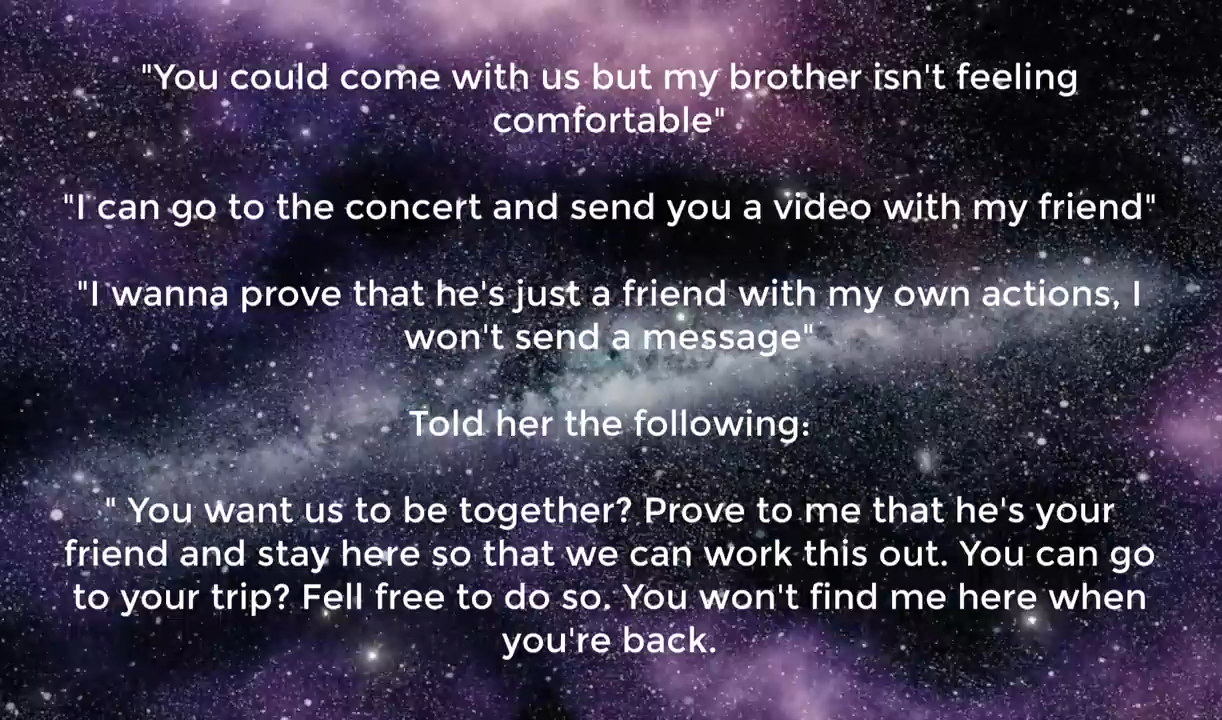 "You could come with us but my brother isn't feeling
comfortable"
"I can go to the concert and send you a video with my friend"
"I wanna prove that he's just a friend with my own actions, I
won't send a message"
Told her the following:
" You want us to be together? Prove to me that he's your
friend and stay here so that we can work this out. You can go
to your trip? Fell free to do so. You won't find me here when
you're back.